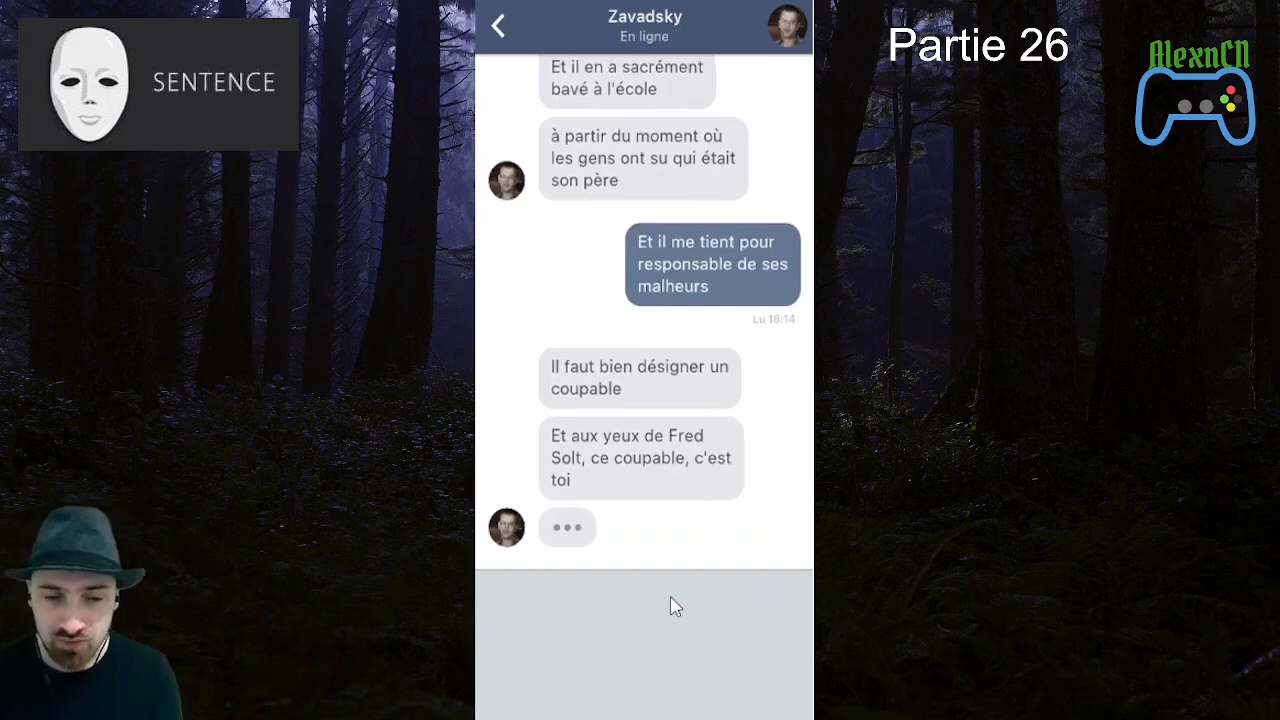 SENTENCE
Zavadsky
En ligne
Et il en a sacrément
bavé à l'école
à partir du moment où
les gens ont su qui était
son père
Et il me tient pour
responsable de ses
malheurs
Lu 18:14
Il faut bien désigner un
coupable
Et aux yeux de Fred
Solt, ce coupable, c'est
toi
Partie 26
AlexnCN